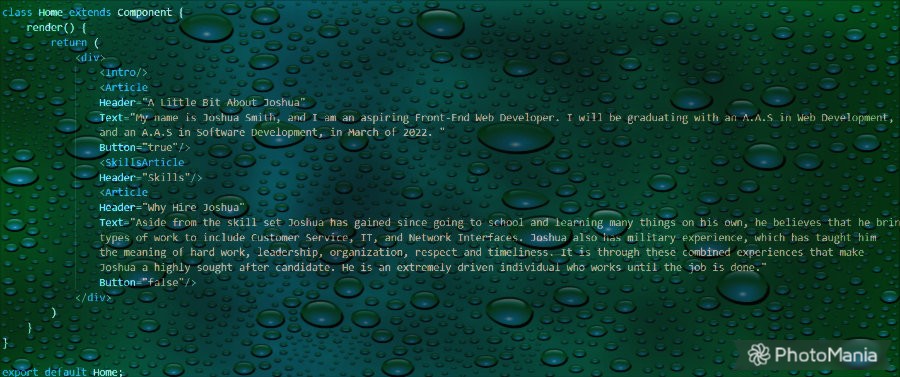 class Home extends Component {
render() {
return (
<div>
<Intro/>
<Article
Header="A Little Bit About Joshua"
Text="My name is Joshua Smith, and I am an aspiring Front-End Web Developer. I will be graduating with an A.A.S in Web Development,
and an A.A.S in Software Development, in March of 2022. "
Button="true"/>
<SkillsArticle
Header="Skills"/>
<Article
Header="Why Hire Joshua"
Text="Aside from the skill set Joshua has gained since going to school and learning many things on his own, he believes that he brin
types of work to include Customer Service, IT, and Network Interfaces. Joshua also has military experience, which has taught him
the meaning of hard work, leadership, organization, respect and timeliness. It is through these combined experiences that make
Joshua a highly sought after candidate. He is an extremely driven individual who works until the job is done."
Button="false"/>
</div>
)
}
}
export default Home;
PhotoMania